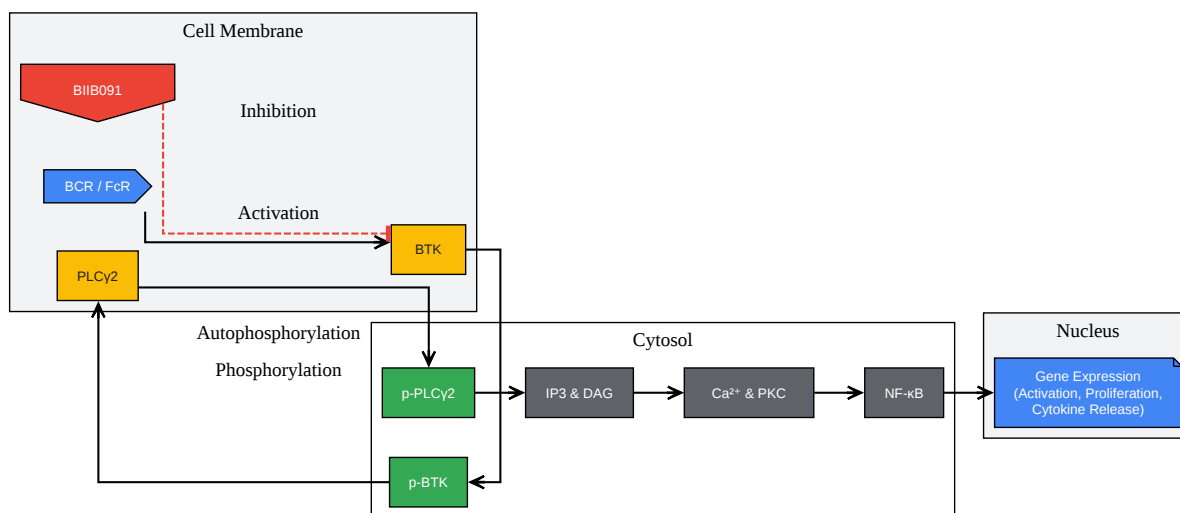 Cell Membrane
BIIB091
Inhibition
BCR / FcR
Activation
BTK
PLCγ2
Autophosphorylation
Phosphorylation
Cytosol
Nucleus
p-PLCγ2
IP3 & DAG
Ca²⁺ & PKC
NF-κB
Gene Expression
(Activation, Proliferation,
Cytokine Release)
p-BTK